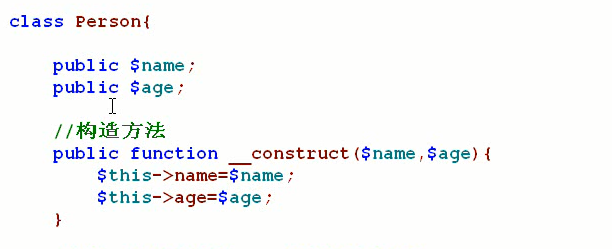 class Person{
public $name;
public $age;
//构造方法
public function __construct($name,$age){
$this->name=$name;
$this->age=$age;
}